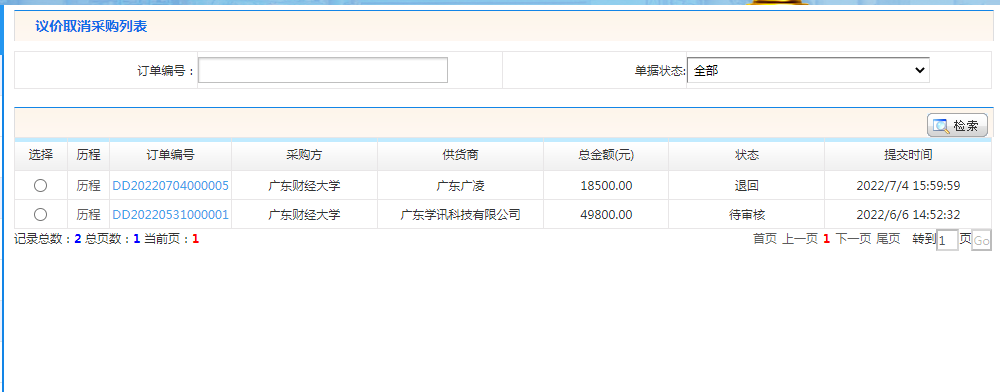 议价取消采购列表
订单编号： 单据状态: 全部
检索
选择 历程 订单编号 采购方 供货商 总金额(元) 状态 提交时间
历程 DD20220704000005 广东财经大学 广东广凌 18500.00 退回 2022/7/4 15:59:59
历程 DD20220531000001 广东财经大学 广东学讯科技有限公司 49800.00 待审核 2022/6/6 14:52:32
记录总数：2 总页数：1 当前页：1 首页 上一页 1 下一页 尾页 转到 1 页 Go